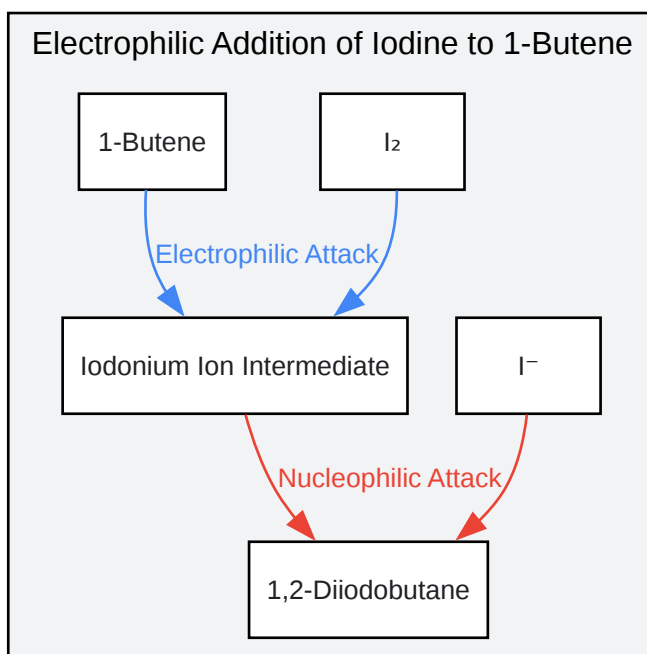 Electrophilic Addition of Iodine to 1-Butene
1-Butene
I₂
Electrophilic Attack
Iodonium Ion Intermediate
I⁻
Nucleophilic Attack
1,2-Diiodobutane